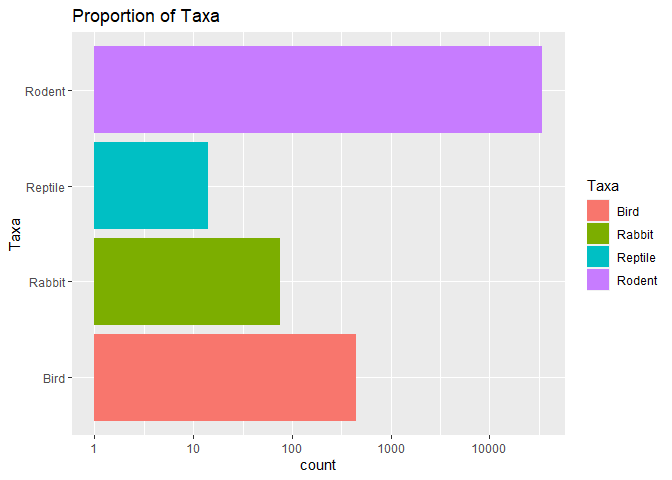 Proportion of Taxa
Rodent
Reptile
Rabbit
Bird
Taxa
1 10 100 1000 10000
count
Taxa
Bird
Rabbit
Reptile
Rodent